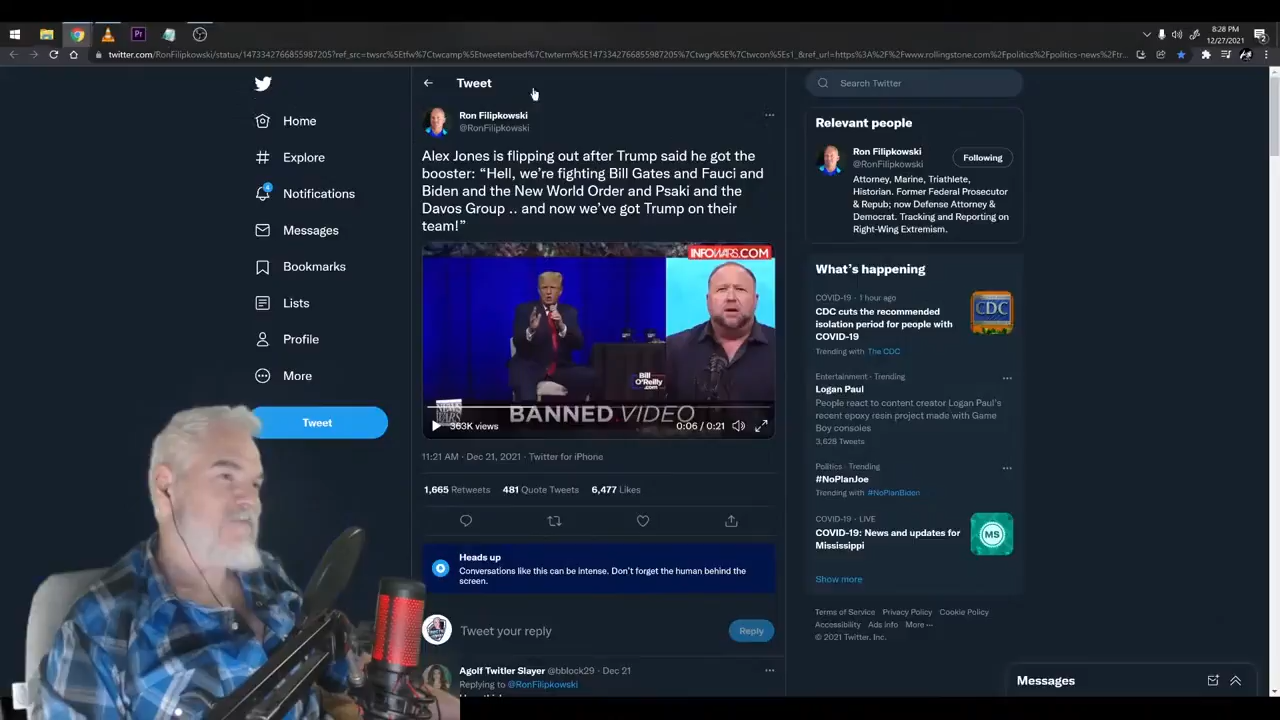 8:28 PM
12/27/2021
twitter.com/RonFilipkowski/status/1473342766855987205?ref_src=twsrc%5Etfw%7Ctwcamp%5Etweetembed%7Ctwterm%5E1473342766855987205%7Ctwgr%5E%7Ctwcon%5Es1_&ref_url=https%3A%2F%2Fwww.rollingstone.com%2Fpolitics%2Fpolitics-news%2Ftr...
Tweet
Search Twitter
Home
Explore
4
Notifications
Messages
Bookmarks
Lists
Profile
More
Tweet
Ron Filipkowski
@RonFilipkowski
Alex Jones is flipping out after Trump said he got the
booster: “Hell, we’re fighting Bill Gates and Fauci and
Biden and the New World Order and Psaki and the
Davos Group .. and now we’ve got Trump on their
team!”
INFOWARS.COM
Bill
O'Reilly
.com
BANNED.VIDEO
363K views
0:06 / 0:21
11:21 AM · Dec 21, 2021 · Twitter for iPhone
1,665 Retweets 481 Quote Tweets 6,477 Likes
Heads up
Conversations like this can be intense. Don’t forget the human behind the
screen.
Tweet your reply
Reply
Agolf Twitler Slayer @bblock29 · Dec 21
Replying to @RonFilipkowski
Relevant people
Ron Filipkowski
@RonFilipkowski
Following
Attorney, Marine, Triathlete,
Historian. Former Federal Prosecutor
& Repub; now Defense Attorney &
Democrat. Tracking and Reporting on
Right-Wing Extremism.
What’s happening
COVID-19 · 1 hour ago
CDC cuts the recommended
isolation period for people with
COVID-19
Trending with The CDC
CDC
Entertainment · Trending
Logan Paul
People react to content creator Logan Paul’s
recent epoxy resin project made with Game
Boy consoles
3,628 Tweets
Politics · Trending
#NoPlanJoe
Trending with #NoPlanBiden
COVID-19 · LIVE
COVID-19: News and updates for
Mississippi
MS
Show more
Terms of Service Privacy Policy Cookie Policy
Accessibility Ads info More ···
© 2021 Twitter, Inc.
Messages